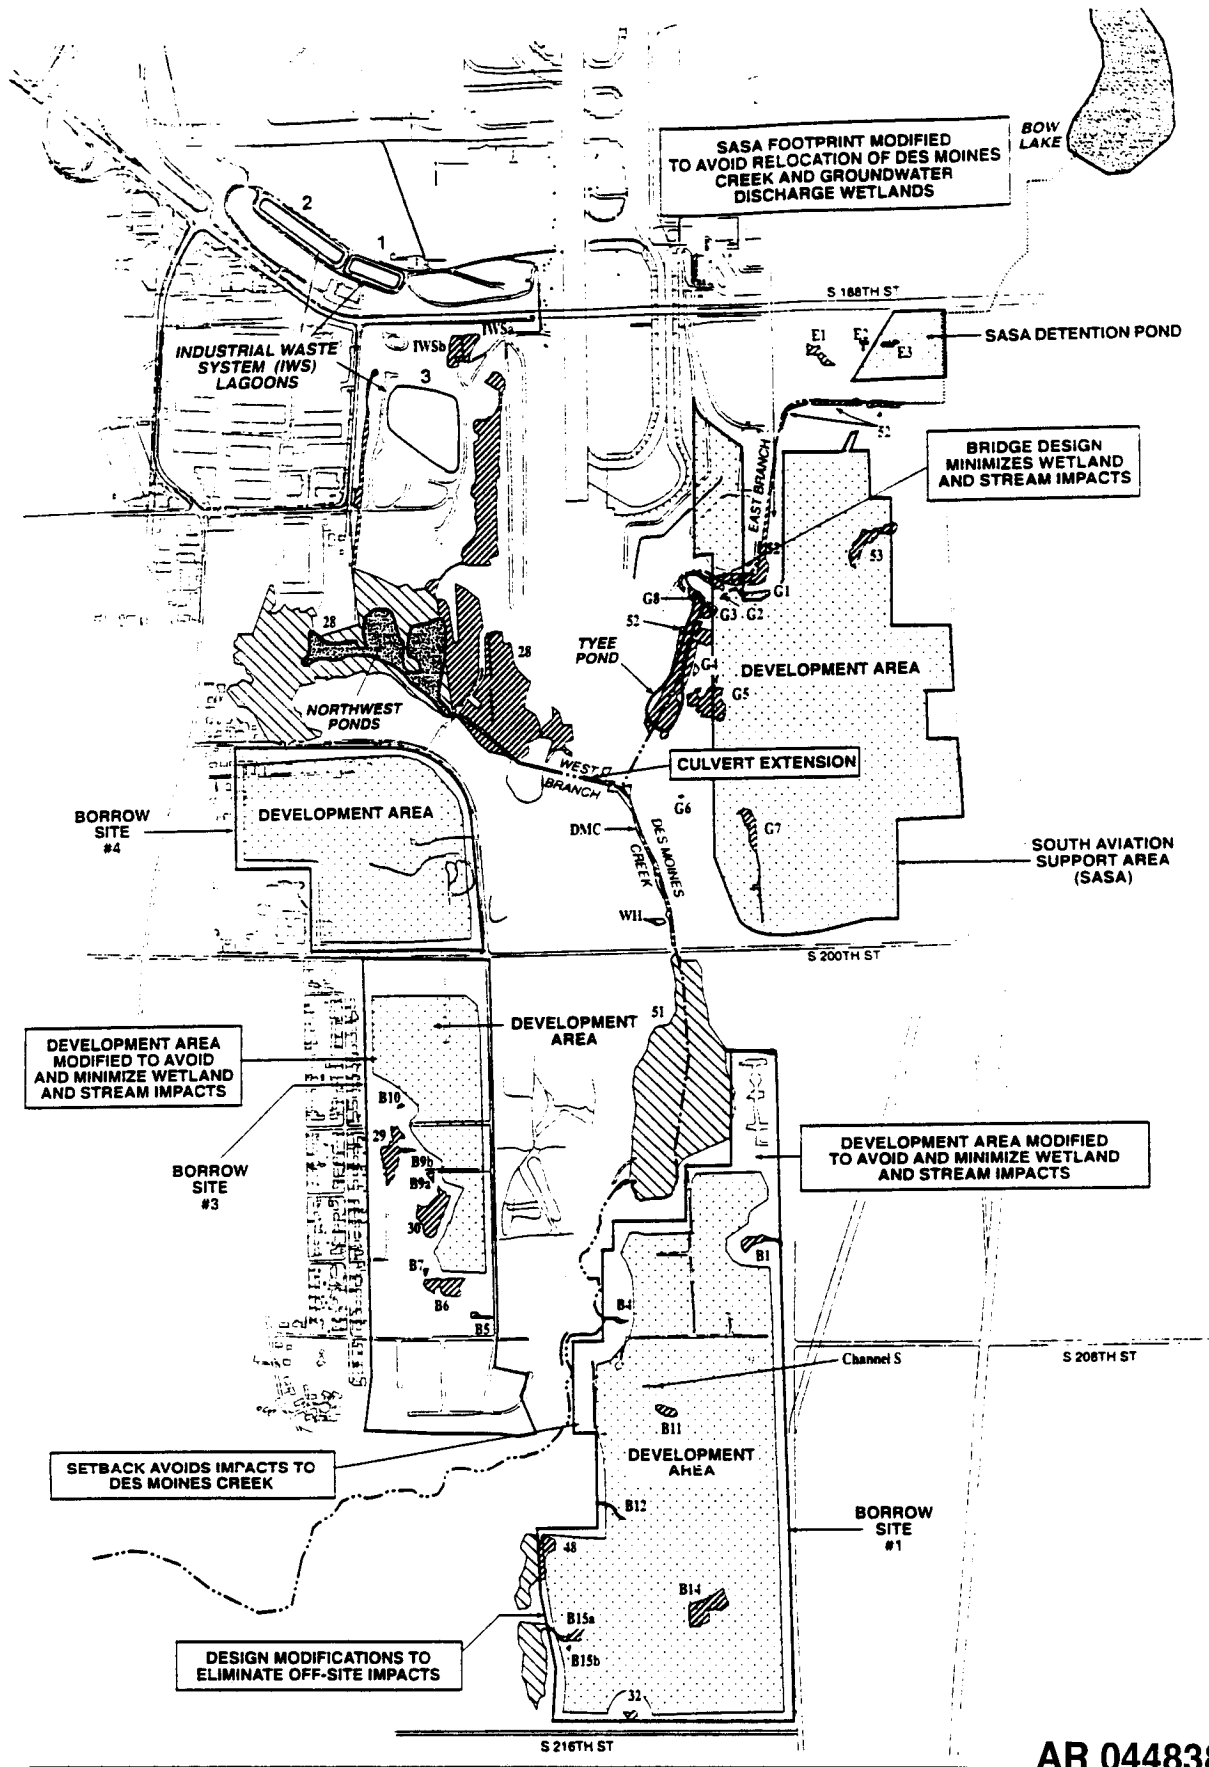 SASA FOOTPRINT MODIFIED
TO AVOID RELOCATION OF DES MOINES
CREEK AND GROUNDWATER
DISCHARGE WETLANDS
BOW
LAKE
2
1
S 188TH ST
IWSa
IWSb
E1
E2
E3
SASA DETENTION POND
INDUSTRIAL WASTE
SYSTEM (IWS)
LAGOONS
3
52
BRIDGE DESIGN
MINIMIZES WETLAND
AND STREAM IMPACTS
EAST BRANCH
53
52
G1
G8
G3
G2
28
52
28
TYEE
POND
G4
DEVELOPMENT AREA
G5
NORTHWEST
PONDS
WEST
BRANCH
CULVERT EXTENSION
G6
G7
DEVELOPMENT AREA
BORROW
SITE
#4
DMC
DES MOINES
CREEK
SOUTH AVIATION
SUPPORT AREA
(SASA)
WH
S 200TH ST
51
DEVELOPMENT
AREA
DEVELOPMENT AREA
MODIFIED TO AVOID
AND MINIMIZE WETLAND
AND STREAM IMPACTS
B10
29
B9b
B9a
BORROW
SITE
#3
30
DEVELOPMENT AREA MODIFIED
TO AVOID AND MINIMIZE WETLAND
AND STREAM IMPACTS
B1
B7
B6
B5
B4
Channel S
S 208TH ST
B11
DEVELOPMENT
AREA
SETBACK AVOIDS IMPACTS TO
DES MOINES CREEK
B12
BORROW
SITE
#1
48
B14
B15a
B15b
DESIGN MODIFICATIONS TO
ELIMINATE OFF-SITE IMPACTS
32
S 216TH ST
AR 044838